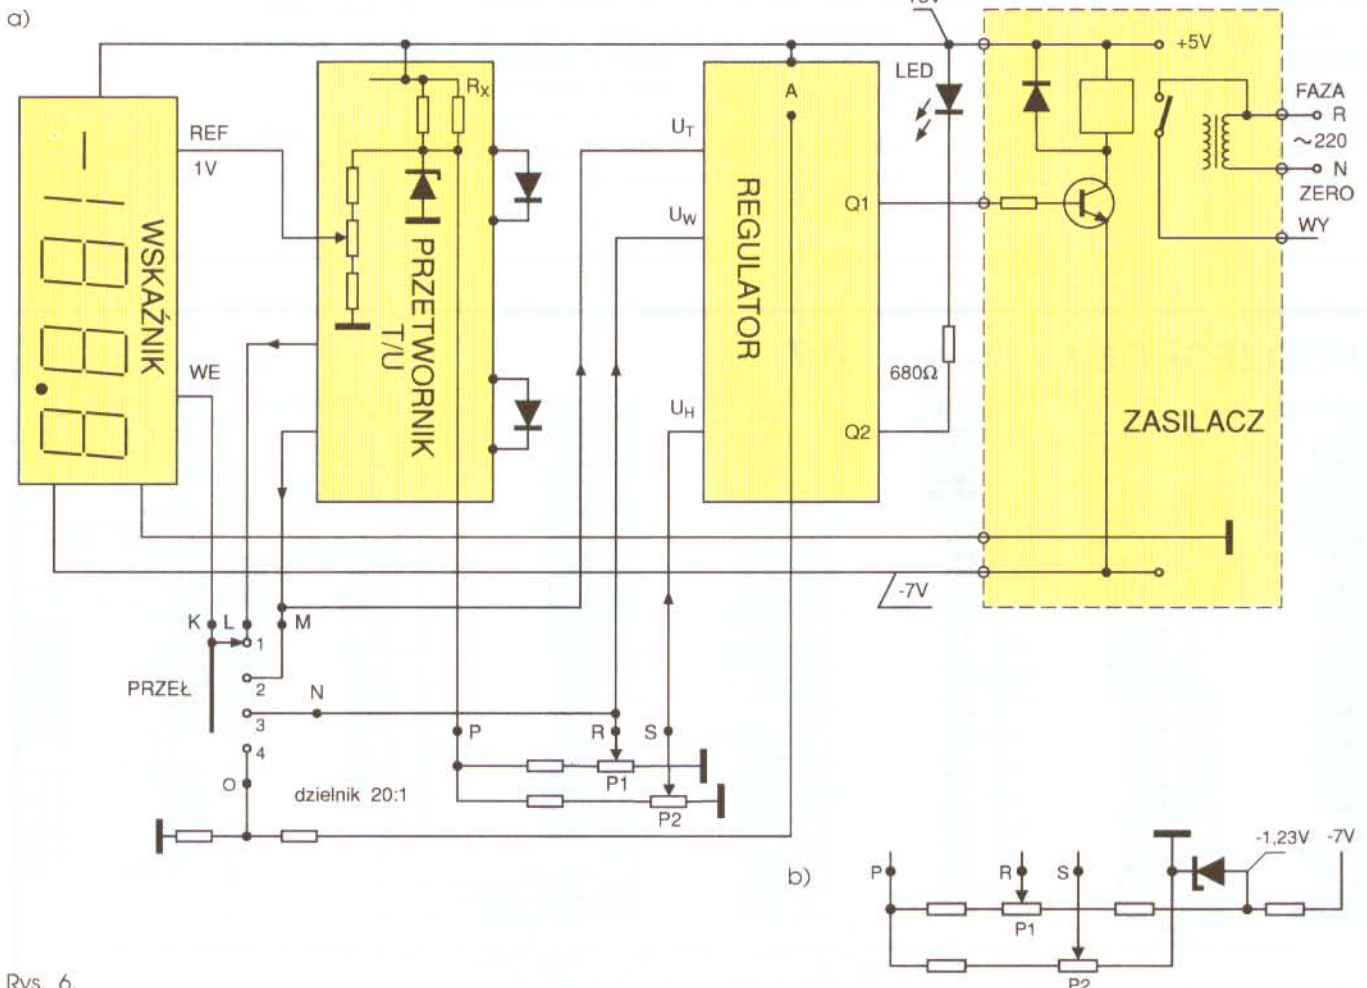 a)
+5V
FAZA
R
~220
N
ZERO
WY
LED
A
RX
REF
1V
WSKAŹNIK
WE
PRZETWORNIK
T/U
UT
UW
UH
REGULATOR
Q1
Q2
680Ω
ZASILACZ
-7V
K
L
M
1
2
3
4
PRZEŁ
N
O
P
R
S
P1
P2
dzielnik 20:1
b)
P
R
S
P1
P2
-1,23V
-7V
Rys. 6.